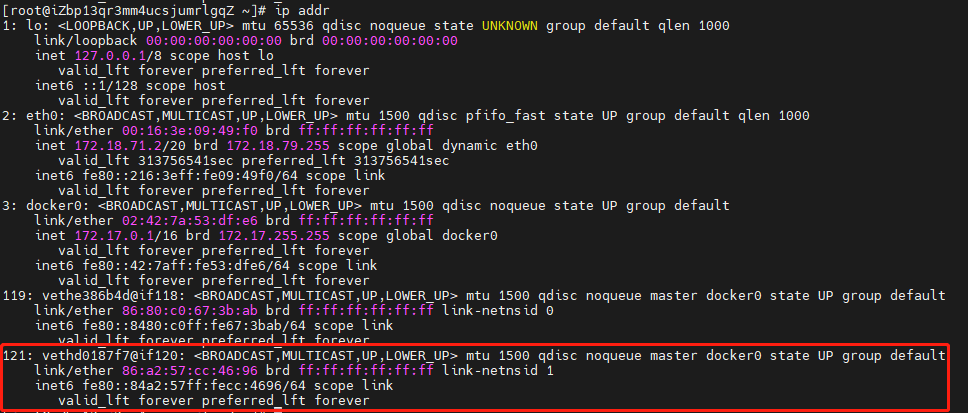 [root@iZbp13qr3mm4ucsjumrlgqZ ~]# ip addr
1: lo: <LOOPBACK,UP,LOWER_UP> mtu 65536 qdisc noqueue state UNKNOWN group default qlen 1000
link/loopback 00:00:00:00:00:00 brd 00:00:00:00:00:00
inet 127.0.0.1/8 scope host lo
valid_lft forever preferred_lft forever
inet6 ::1/128 scope host
valid_lft forever preferred_lft forever
2: eth0: <BROADCAST,MULTICAST,UP,LOWER_UP> mtu 1500 qdisc pfifo_fast state UP group default qlen 1000
link/ether 00:16:3e:09:49:f0 brd ff:ff:ff:ff:ff:ff
inet 172.18.71.2/20 brd 172.18.79.255 scope global dynamic eth0
valid_lft 313756541sec preferred_lft 313756541sec
inet6 fe80::216:3eff:fe09:49f0/64 scope link
valid_lft forever preferred_lft forever
3: docker0: <BROADCAST,MULTICAST,UP,LOWER_UP> mtu 1500 qdisc noqueue state UP group default
link/ether 02:42:7a:53:df:e6 brd ff:ff:ff:ff:ff:ff
inet 172.17.0.1/16 brd 172.17.255.255 scope global docker0
valid_lft forever preferred_lft forever
inet6 fe80::42:7aff:fe53:dfe6/64 scope link
valid_lft forever preferred_lft forever
119: vethe386b4d@if118: <BROADCAST,MULTICAST,UP,LOWER_UP> mtu 1500 qdisc noqueue master docker0 state UP group default
link/ether 86:80:c0:67:3b:ab brd ff:ff:ff:ff:ff:ff link-netnsid 0
inet6 fe80::8480:c0ff:fe67:3bab/64 scope link
valid_lft forever preferred_lft forever
121: vethd0187f7@if120: <BROADCAST,MULTICAST,UP,LOWER_UP> mtu 1500 qdisc noqueue master docker0 state UP group default
link/ether 86:a2:57:cc:46:96 brd ff:ff:ff:ff:ff:ff link-netnsid 1
inet6 fe80::84a2:57ff:fecc:4696/64 scope link
valid_lft forever preferred_lft forever